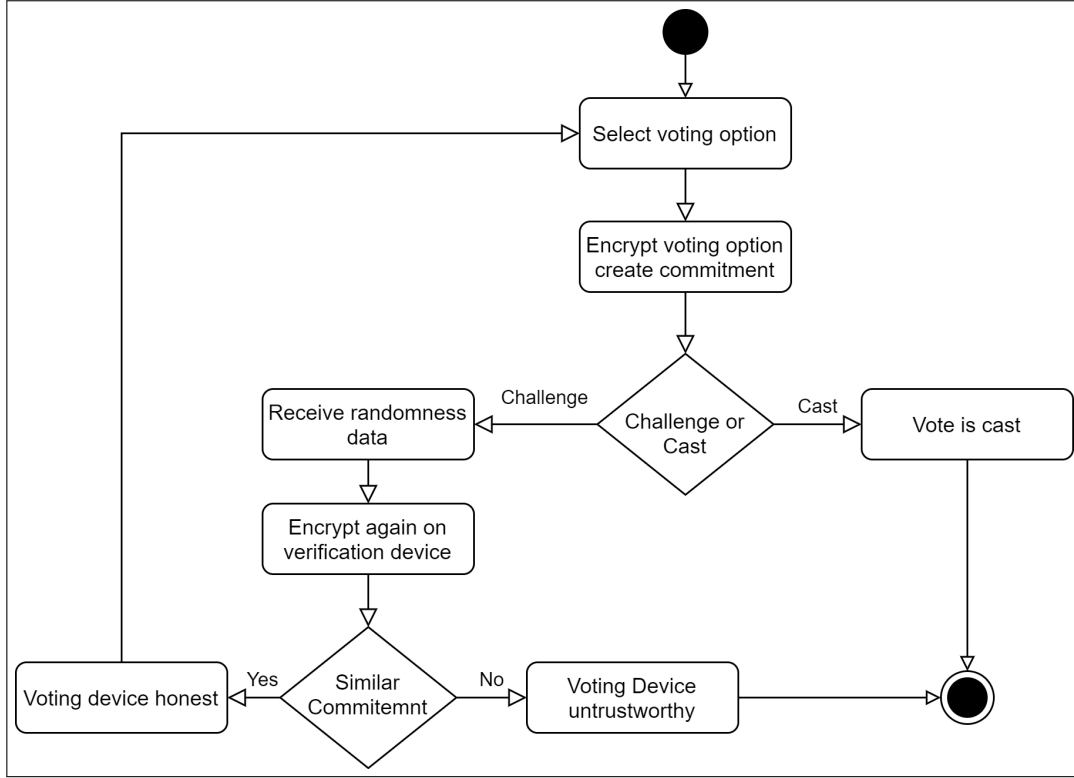 Select voting option
Encrypt voting option
create commitment
Challenge
Cast
Receive randomness
data
Challenge or
Cast
Vote is cast
Encrypt again on
verification device
Yes
No
Voting device honest
Similar
Commitemnt
Voting Device
untrustworthy